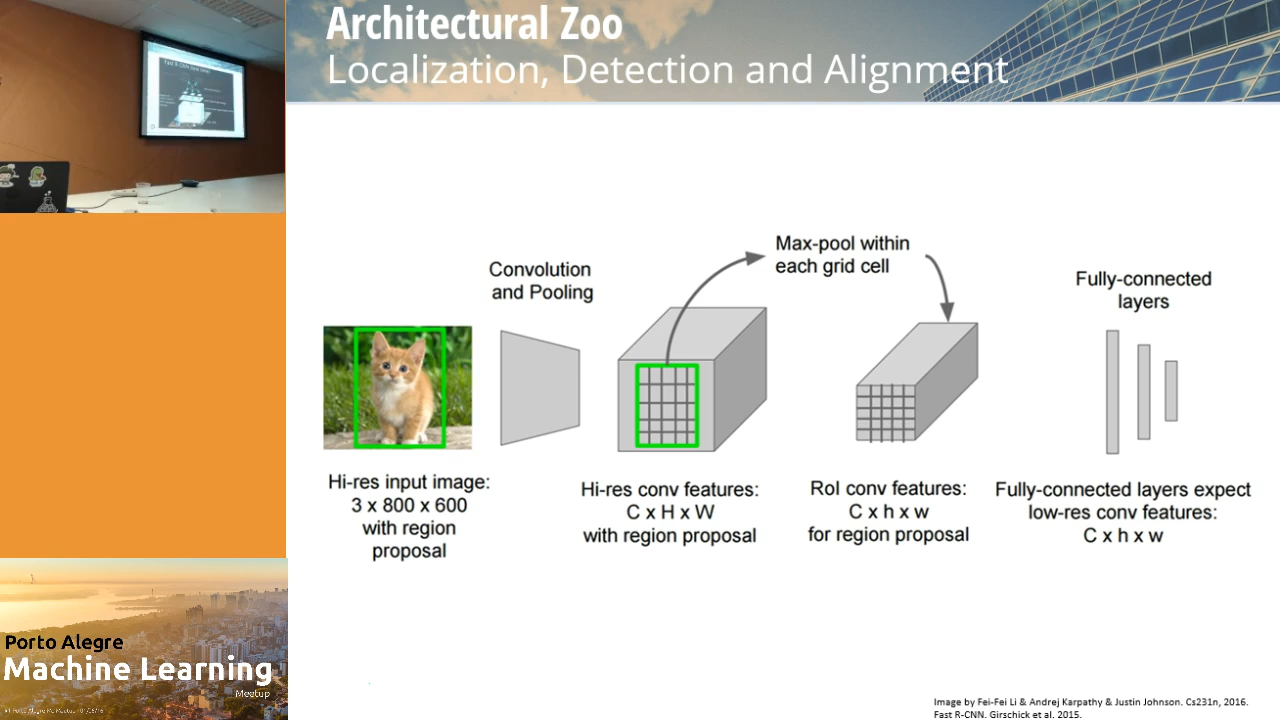 Architectural Zoo
Localization, Detection and Alignment
Convolution
and Pooling
Max-pool within
each grid cell
Fully-connected
layers
Hi-res input image:
3 x 800 x 600
with region
proposal
Hi-res conv features:
C x H x W
with region proposal
RoI conv features:
C x h x w
for region proposal
Fully-connected layers expect
low-res conv features:
C x h x w
Image by Fei-Fei Li & Andrej Karpathy & Justin Johnson. Cs231n, 2016.
Fast R-CNN. Girschick et al. 2015.
Porto Alegre
Machine Learning
Meetup